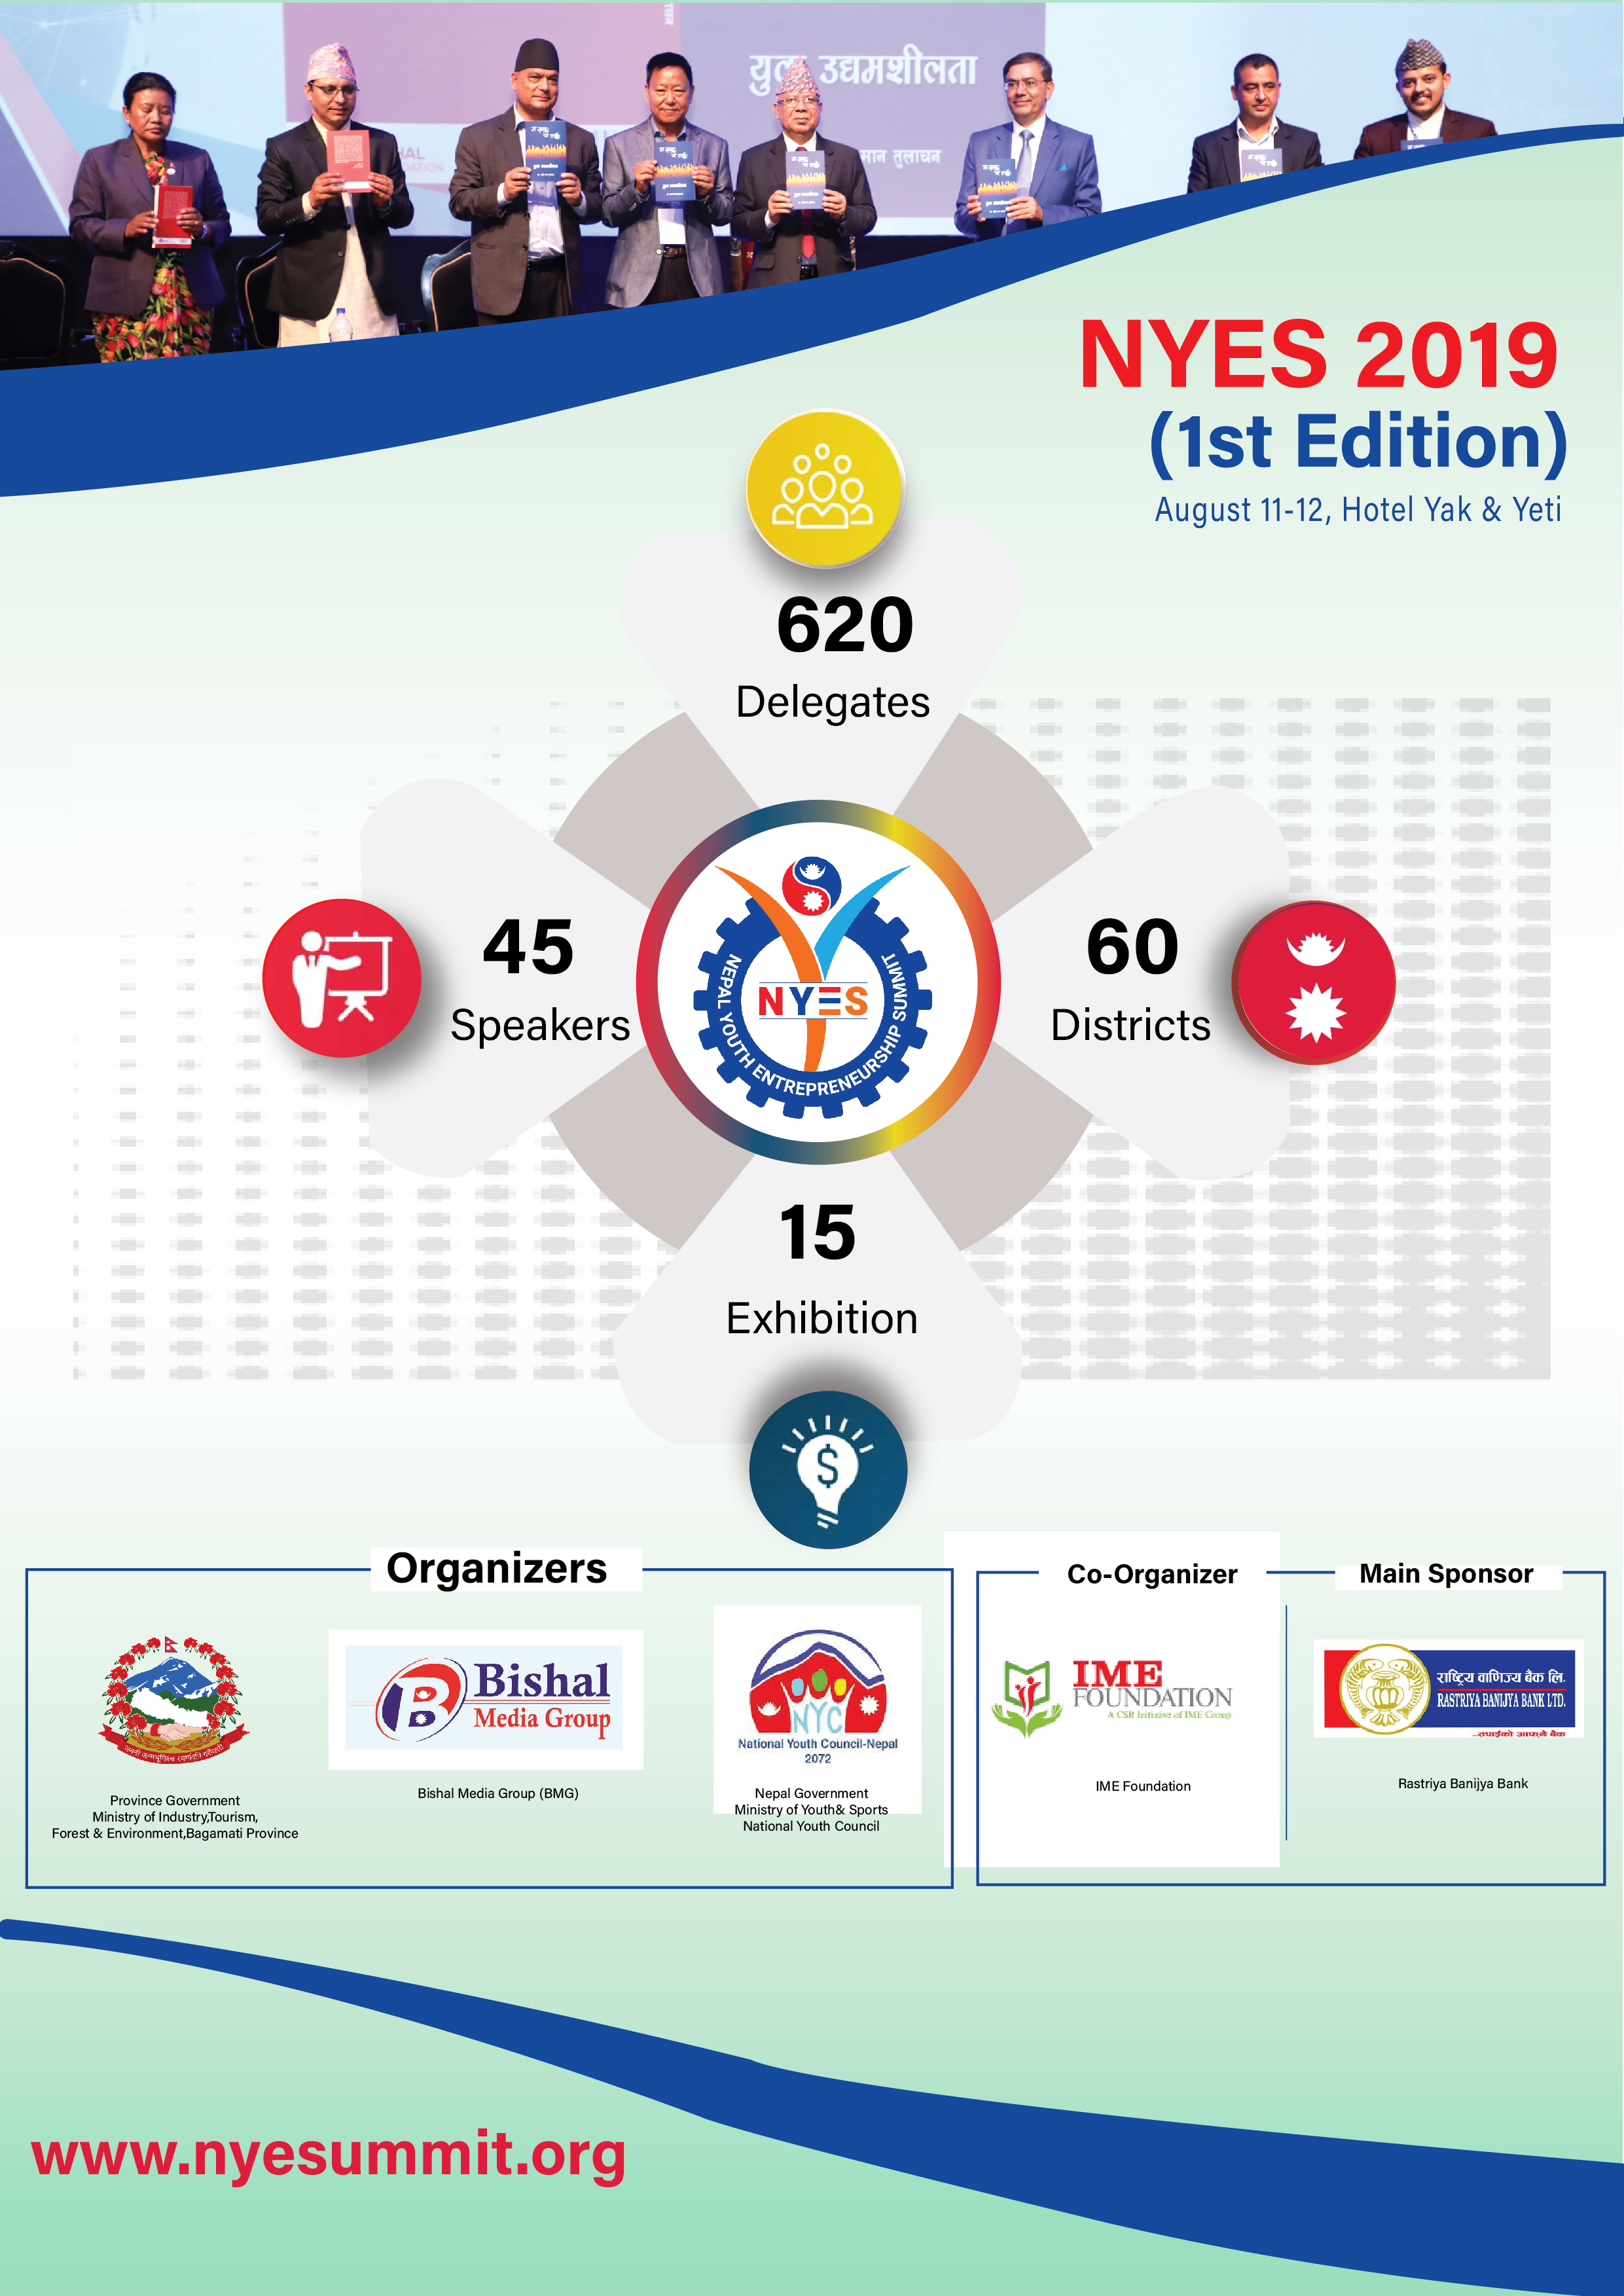 युवा उद्यमशीलता
मान तुलाचन
NYES 2019
(1st Edition)
August 11-12, Hotel Yak & Yeti
620
Delegates
45
Speakers
NYES
NEPAL YOUTH ENTREPRENEURSHIP SUMMIT
60
Districts
15
Exhibition
Organizers
Co-Organizer
Main Sponsor
Bishal
Media Group
NYC
National Youth Council-Nepal
2072
IME
FOUNDATION
A CSR Initiative of IME Group
राष्ट्रिय वाणिज्य बैंक लि.
RASTRIYA BANIJYA BANK LTD.
...तपाईंको आफ्नै बैंक
Province Government
Ministry of Industry,Tourism,
Forest & Environment,Bagamati Province
Bishal Media Group (BMG)
Nepal Government
Ministry of Youth& Sports
National Youth Council
IME Foundation
Rastriya Banijya Bank
www.nyesummit.org